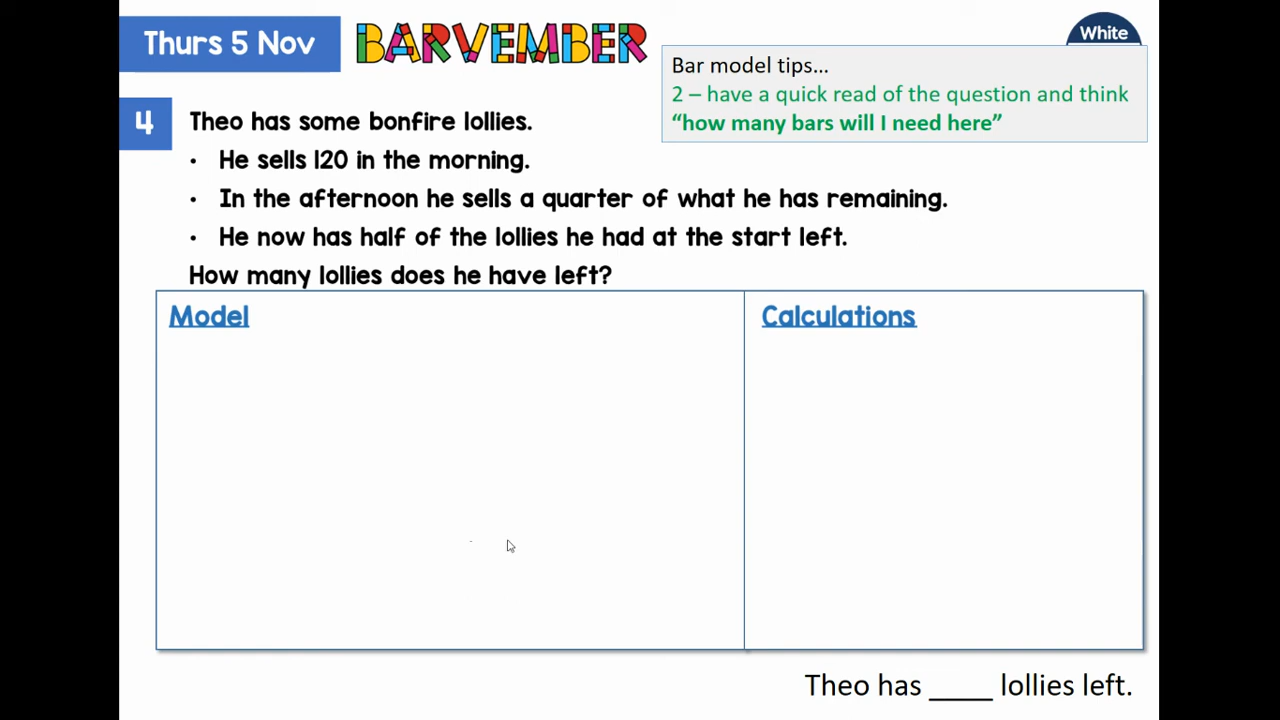 Thurs 5 Nov
BARVEMBER
White
Bar model tips...
2 – have a quick read of the question and think
“how many bars will I need here”
4
Theo has some bonfire lollies.
• He sells 120 in the morning.
• In the afternoon he sells a quarter of what he has remaining.
• He now has half of the lollies he had at the start left.
How many lollies does he have left?
Model
Calculations
Theo has ____ lollies left.